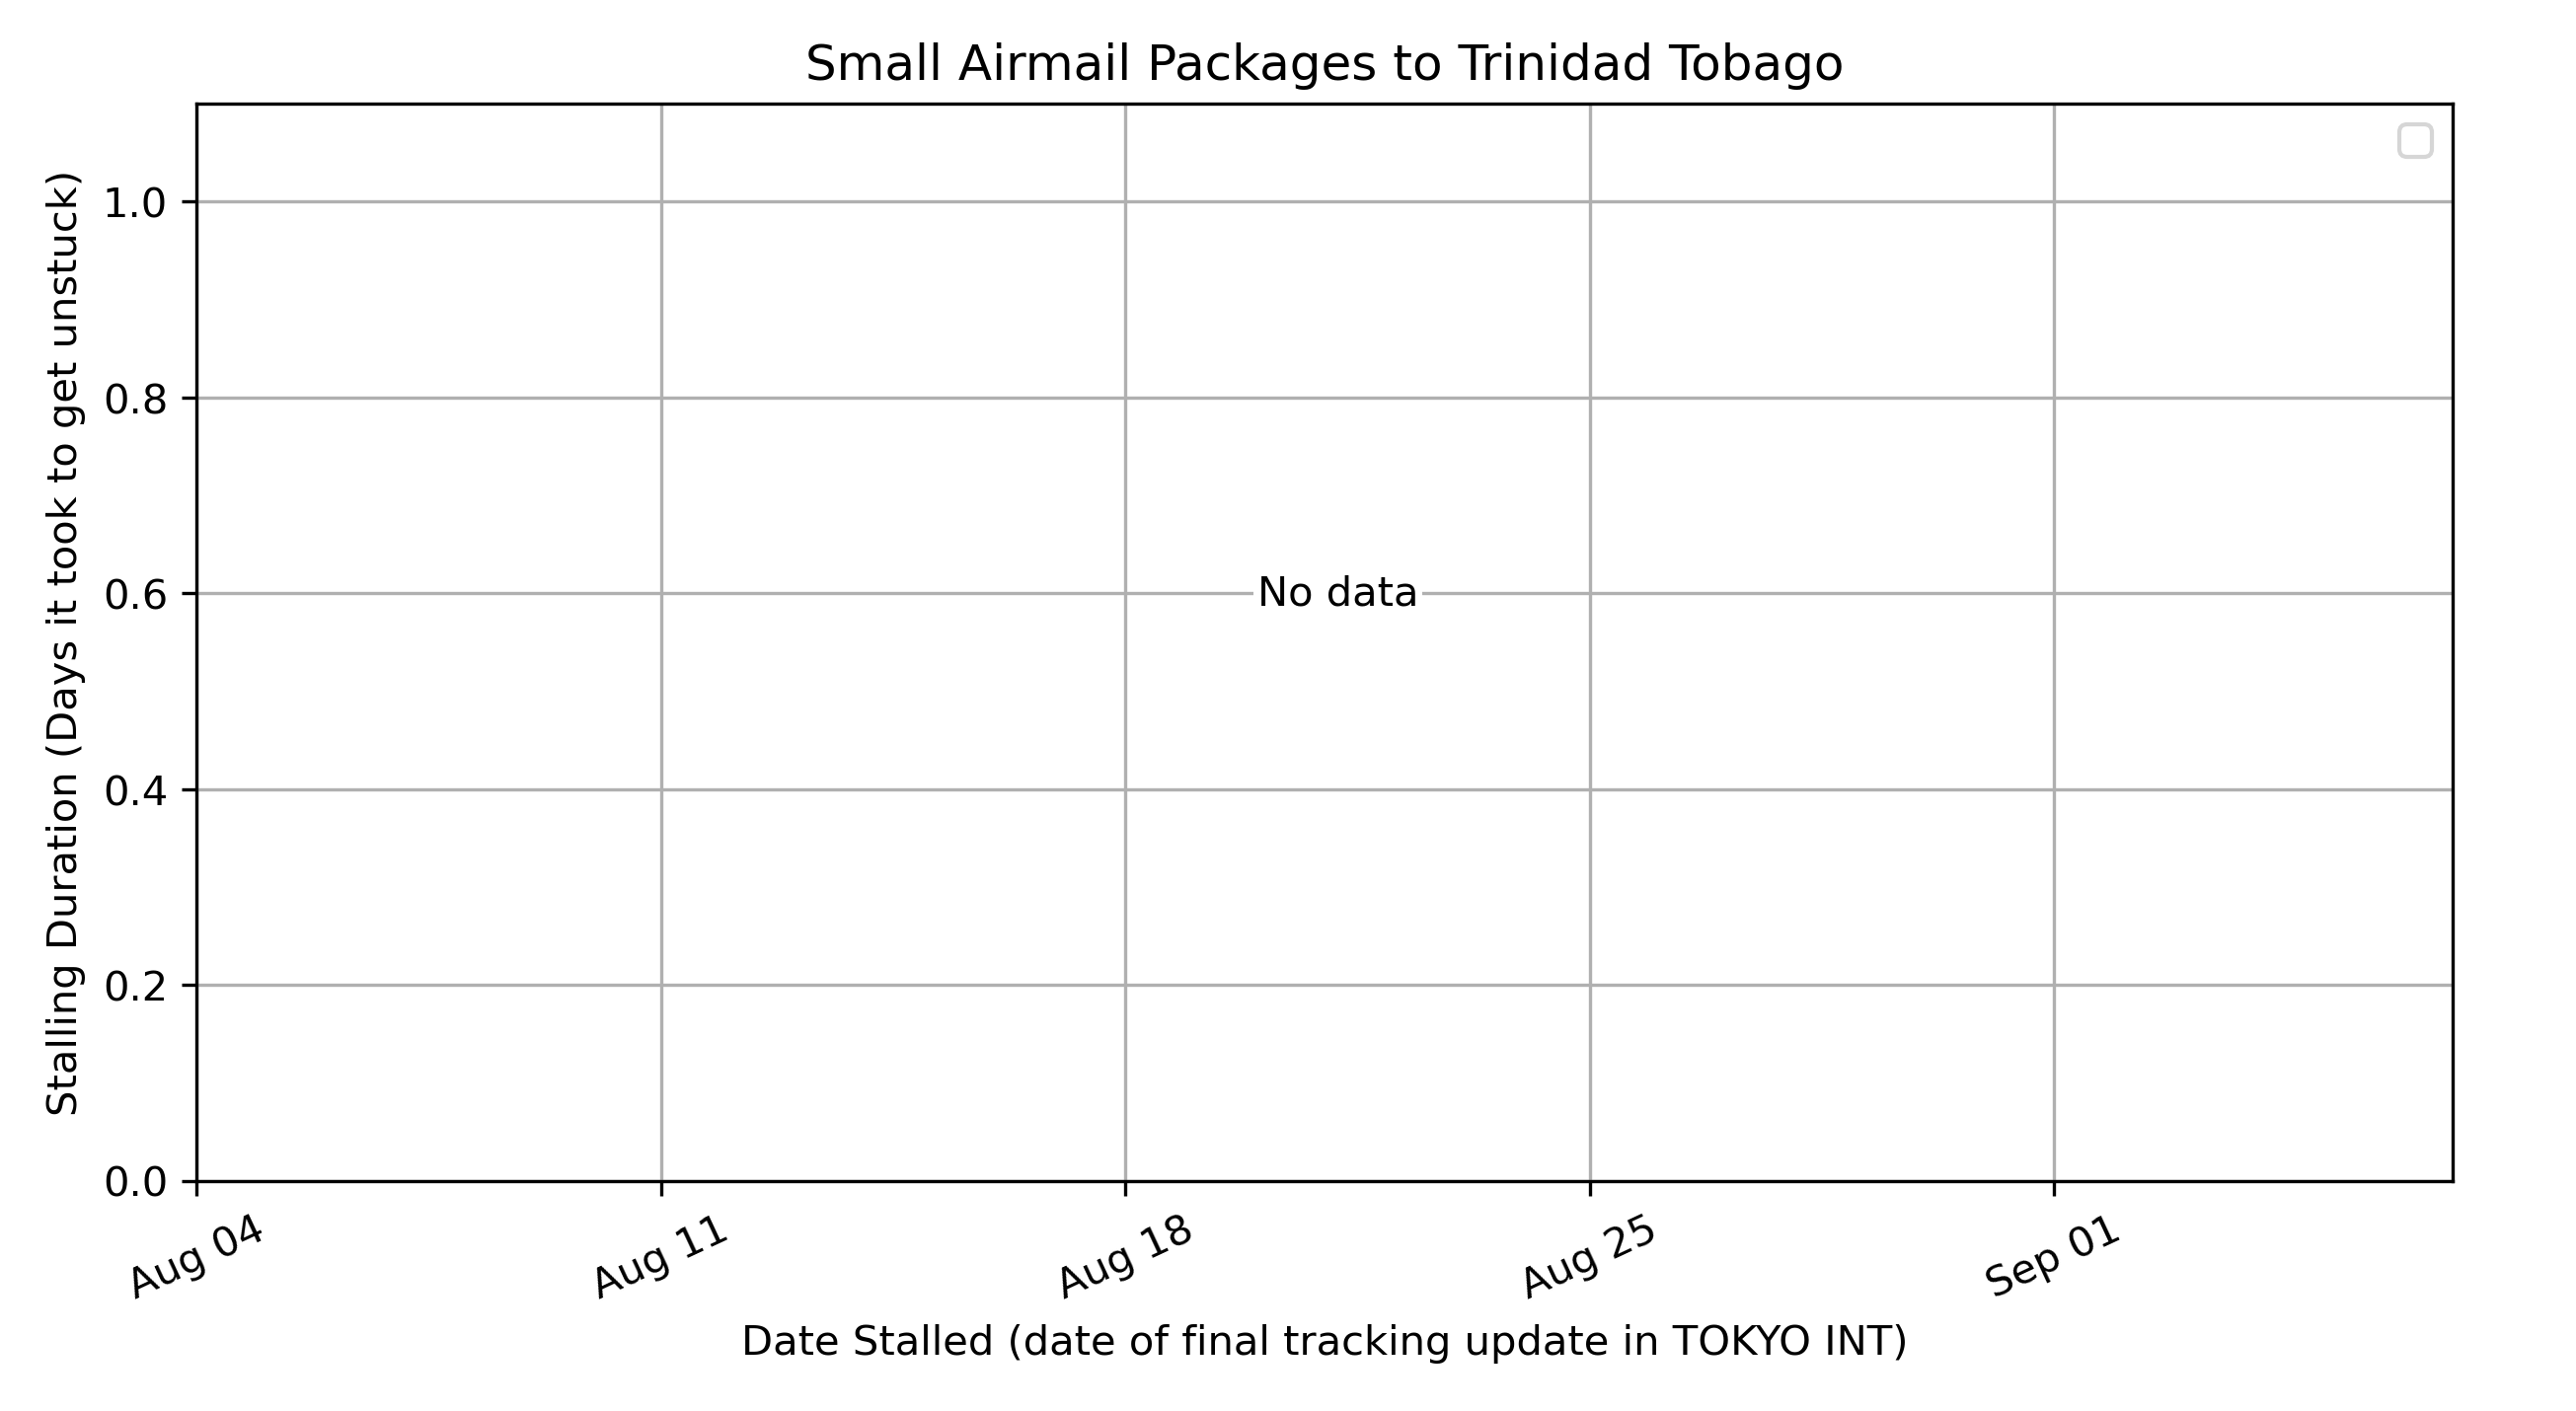 Small Airmail Packages to Trinidad Tobago
Stalling Duration (Days it took to get unstuck)
1.0
0.8
0.6
0.4
0.2
0.0
No data
Aug 04
Aug 11
Aug 18
Aug 25
Sep 01
Date Stalled (date of final tracking update in TOKYO INT)